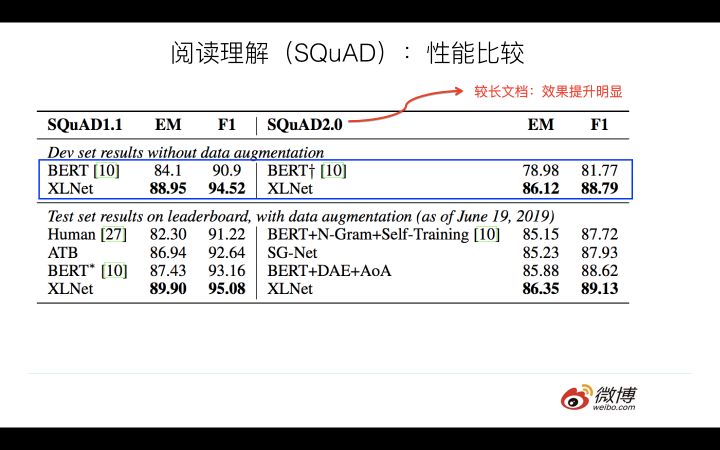 阅读理解（SQuAD）：性能比较
较长文档：效果提升明显
SQuAD1.1 EM F1 SQuAD2.0 EM F1
Dev set results without data augmentation
BERT [10] 84.1 90.9 BERT† [10] 78.98 81.77
XLNet 88.95 94.52 XLNet 86.12 88.79
Test set results on leaderboard, with data augmentation (as of June 19, 2019)
Human [27] 82.30 91.22 BERT+N-Gram+Self-Training [10] 85.15 87.72
ATB 86.94 92.64 SG-Net 85.23 87.93
BERT* [10] 87.43 93.16 BERT+DAE+AoA 85.88 88.62
XLNet 89.90 95.08 XLNet 86.35 89.13
微博
weibo.com